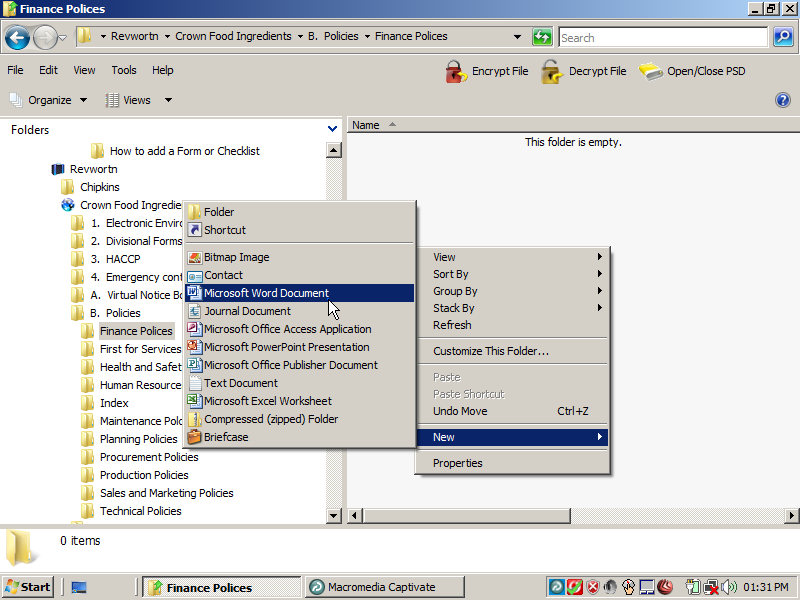 Finance Polices
Revwortn Crown Food Ingredients B. Policies Finance Polices Search
File Edit View Tools Help Encrypt File Decrypt File Open/Close PSD
Organize Views
Folders
Name
This folder is empty.
How to add a Form or Checklist
Revwortn
Chipkins
Crown Food Ingredie
1. Electronic Enviro
2. Divisional Forms
3. HACCP
4. Emergency cont
A. Virtual Notice Bo
B. Policies
Finance Polices
First for Services
Health and Safet
Human Resource
Index
Maintenance Polic
Planning Policies
Procurement Policies
Production Policies
Sales and Marketing Policies
Technical Policies
Folder
Shortcut
Bitmap Image
Contact
Microsoft Word Document
Journal Document
Microsoft Office Access Application
Microsoft PowerPoint Presentation
Microsoft Office Publisher Document
Text Document
Microsoft Excel Worksheet
Compressed (zipped) Folder
Briefcase
View
Sort By
Group By
Stack By
Refresh
Customize This Folder...
Paste
Paste Shortcut
Undo Move Ctrl+Z
New
Properties
0 items
Start Finance Polices Macromedia Captivate 01:31 PM